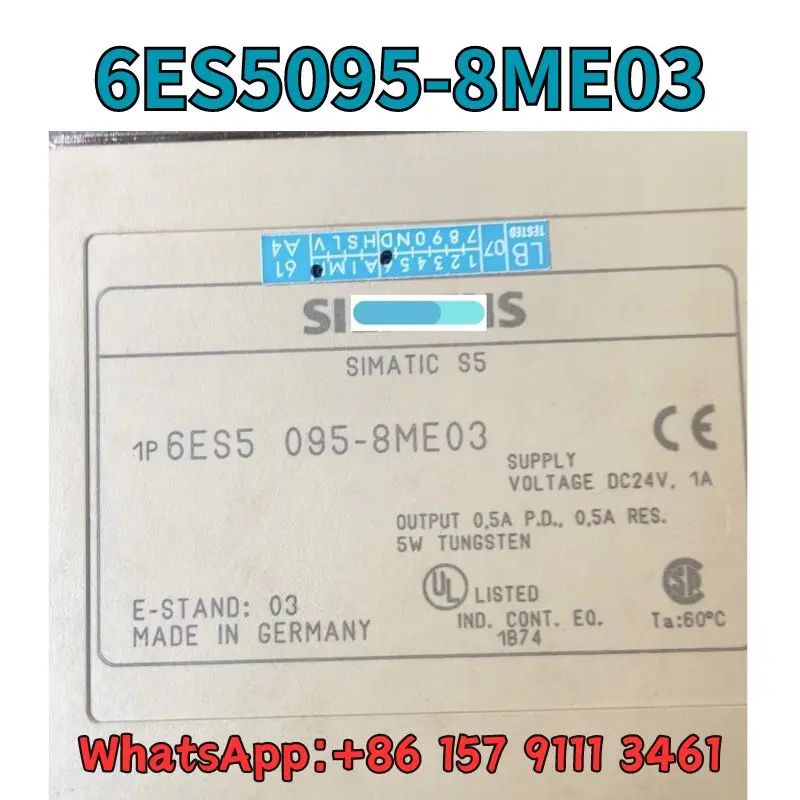 6ES5095-8ME03
LB 07 1 2 3 4 5 6 A I M 61
TESTED 7 8 9 O N D H S L V A4
SIMATIC S5
1P 6ES5 095-8ME03
CE
SUPPLY
VOLTAGE DC24V, 1A
OUTPUT 0,5A P.D., 0,5A RES.
5W TUNGSTEN
UL LISTED
IND. CONT. EQ.
1B74
Ta:60°C
E-STAND: 03
MADE IN GERMANY
WhatsApp:+86 157 9111 3461